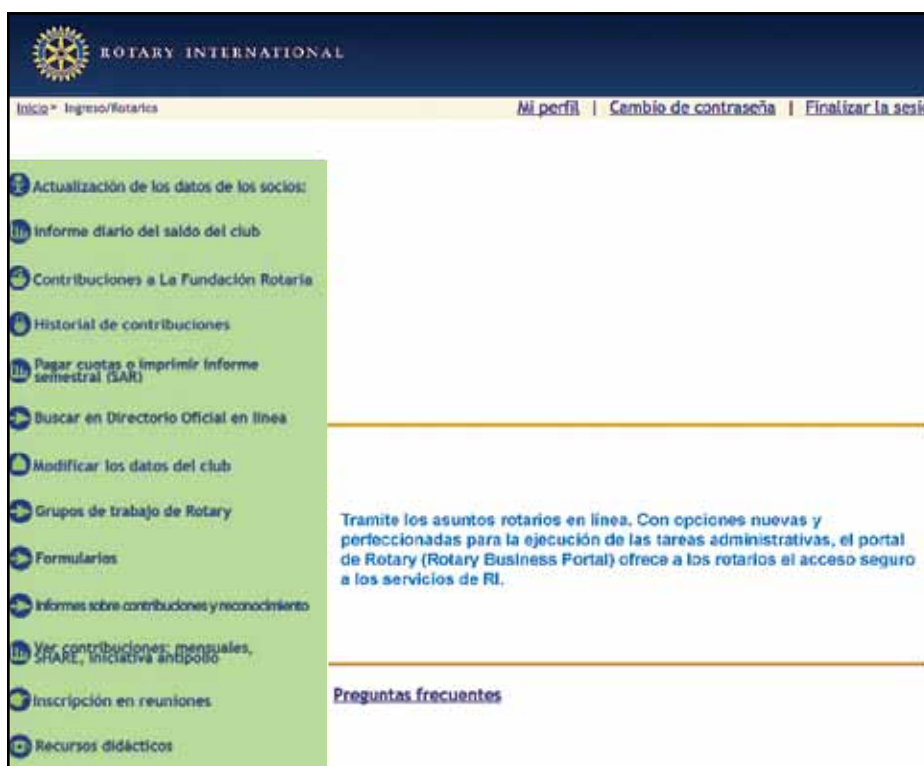 ROTARY INTERNATIONAL
Inicio > Ingreso/Rotarios
Mi perfil | Cambio de contraseña | Finalizar la sesi
Actualización de los datos de los socios:
Informe diario del saldo del club
Contribuciones a La Fundación Rotaria
Historial de contribuciones
Pagar cuotas o imprimir informe
semestral (SAR)
Buscar en Directorio Oficial en línea
Modificar los datos del club
Grupos de trabajo de Rotary
Formularios
Informes sobre contribuciones y reconocimiento
Ver contribuciones: mensuales,
SHARE, iniciativa antipolio
Inscripción en reuniones
Recursos didácticos
Tramite los asuntos rotarios en línea. Con opciones nuevas y
perfeccionadas para la ejecución de las tareas administrativas, el portal
de Rotary (Rotary Business Portal) ofrece a los rotarios el acceso seguro
a los servicios de RI.
Preguntas frecuentes